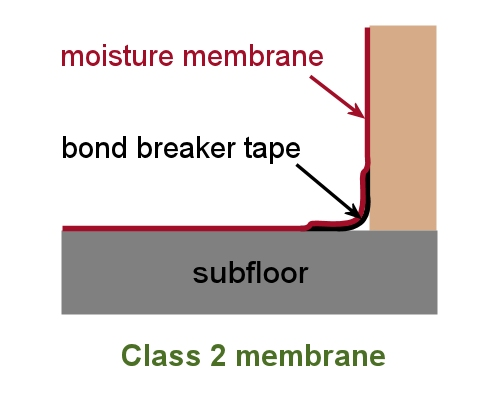 moisture membrane
bond breaker tape
subfloor
Class 2 membrane